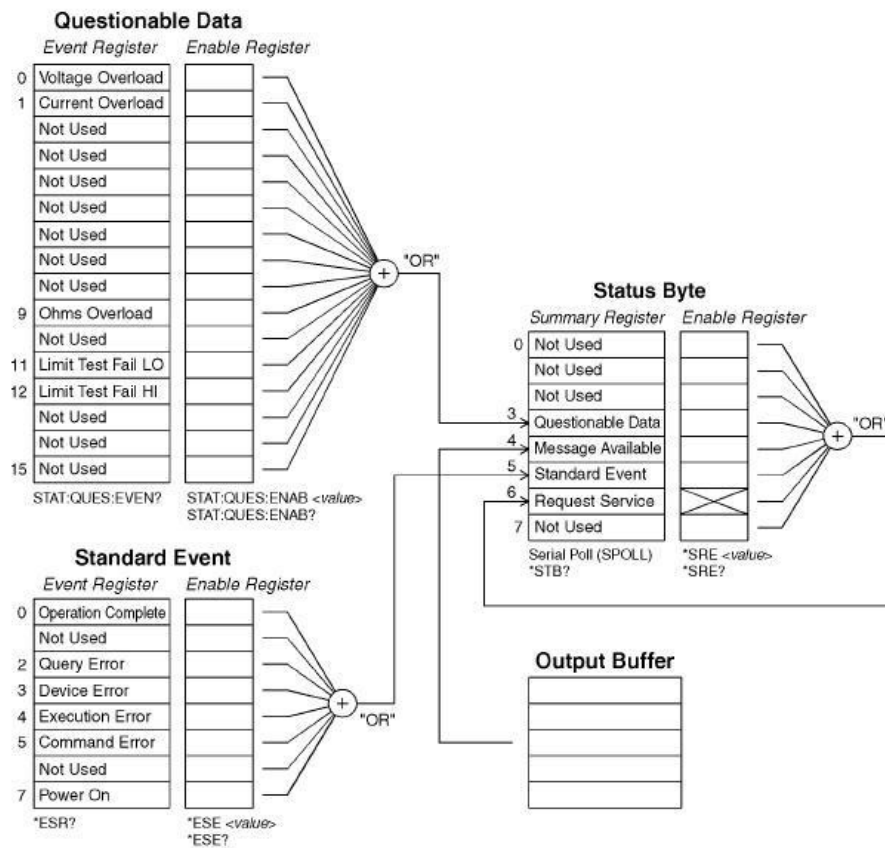 Questionable Data
Event Register Enable Register
0 Voltage Overload
1 Current Overload
Not Used
Not Used
Not Used
Not Used
Not Used
Not Used
Not Used
9 Ohms Overload
Not Used
11 Limit Test Fail LO
12 Limit Test Fail HI
Not Used
Not Used
15 Not Used
+ "OR"
STAT:QUES:EVEN? STAT:QUES:ENAB <value>
STAT:QUES:ENAB?
Status Byte
Summary Register Enable Register
0 Not Used
Not Used
Not Used
3 Questionable Data
4 Message Available
5 Standard Event
6 Request Service
7 Not Used
+ "OR"
Serial Poll (SPOLL) *SRE <value>
*STB? *SRE?
Standard Event
Event Register Enable Register
0 Operation Complete
Not Used
2 Query Error
3 Device Error
4 Execution Error
5 Command Error
Not Used
7 Power On
+ "OR"
*ESR? *ESE <value>
*ESE?
Output Buffer